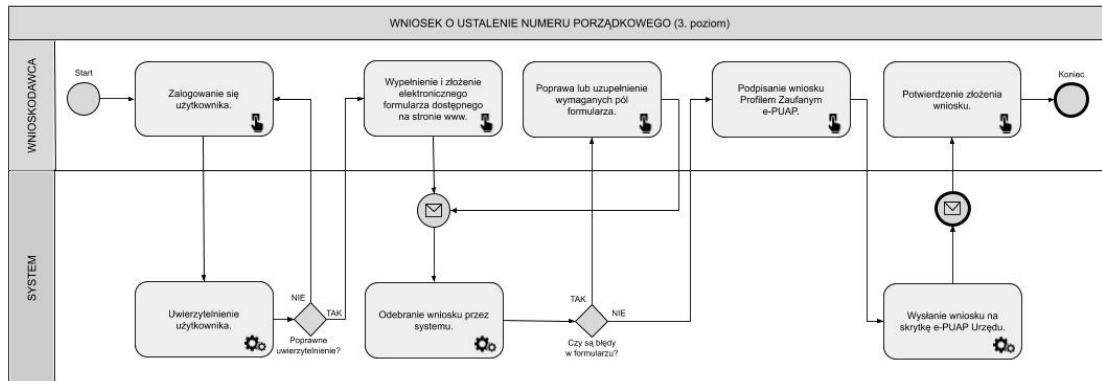 WNIOSEK O USTALENIE NUMERU PORZĄDKOWEGO (3. poziom)
WNIOSKODAWCA
Start
Zalogowanie się
użytkownika.
Wypełnienie i złożenie
elektronicznego
formularza dostępnego
na stronie www.
Poprawa lub uzupełnienie
wymaganych pól
formularza.
Podpisanie wniosku
Profilem Zaufanym
e-PUAP.
Potwierdzenie złożenia
wniosku.
Koniec
SYSTEM
Uwierzytelnienie
użytkownika.
NIE
TAK
Poprawne
uwierzytelnienie?
Odebranie wniosku przez
systemu.
TAK
NIE
Czy są błędy
w formularzu?
Wysłanie wniosku na
skrytkę e-PUAP Urzędu.